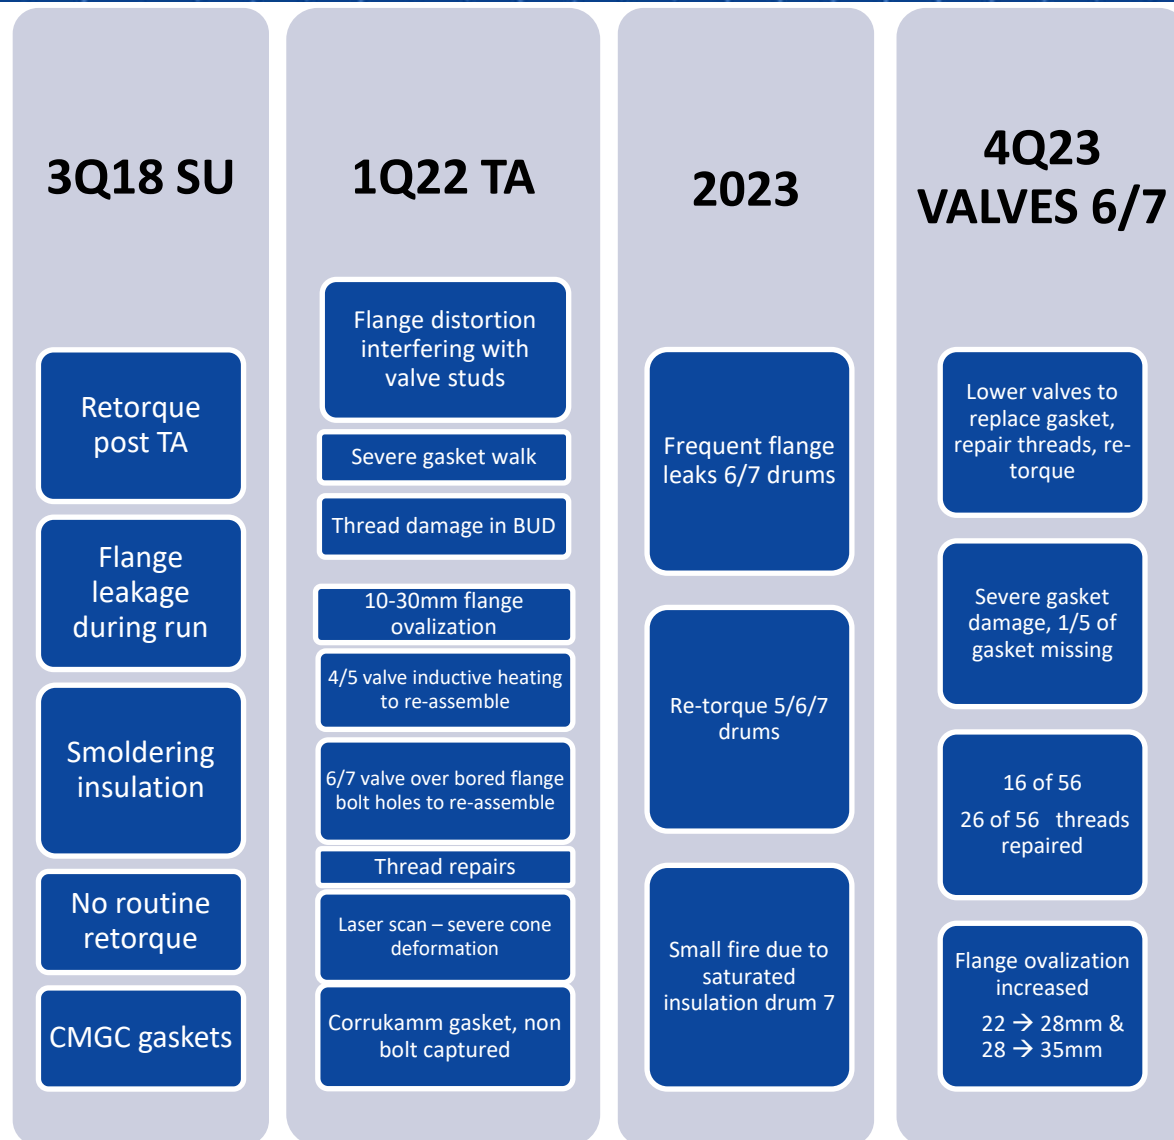 3Q18 SU
Retorque
post TA
Flange
leakage
during run
Smoldering
insulation
No routine
retorque
CMGC gaskets
1Q22 TA
Flange distortion
interfering with
valve studs
Severe gasket walk
Thread damage in BUD
10-30mm flange
ovalization
4/5 valve inductive heating
to re-assemble
6/7 valve over bored flange
bolt holes to re-assemble
Thread repairs
Laser scan – severe cone
deformation
Corrukamm gasket, non
bolt captured
2023
Frequent flange
leaks 6/7 drums
Re-torque 5/6/7
drums
Small fire due to
saturated
insulation drum 7
4Q23
VALVES 6/7
Lower valves to
replace gasket,
repair threads, re-
torque
Severe gasket
damage, 1/5 of
gasket missing
16 of 56
26 of 56 threads
repaired
Flange ovalization
increased
22 → 28mm &
28 → 35mm